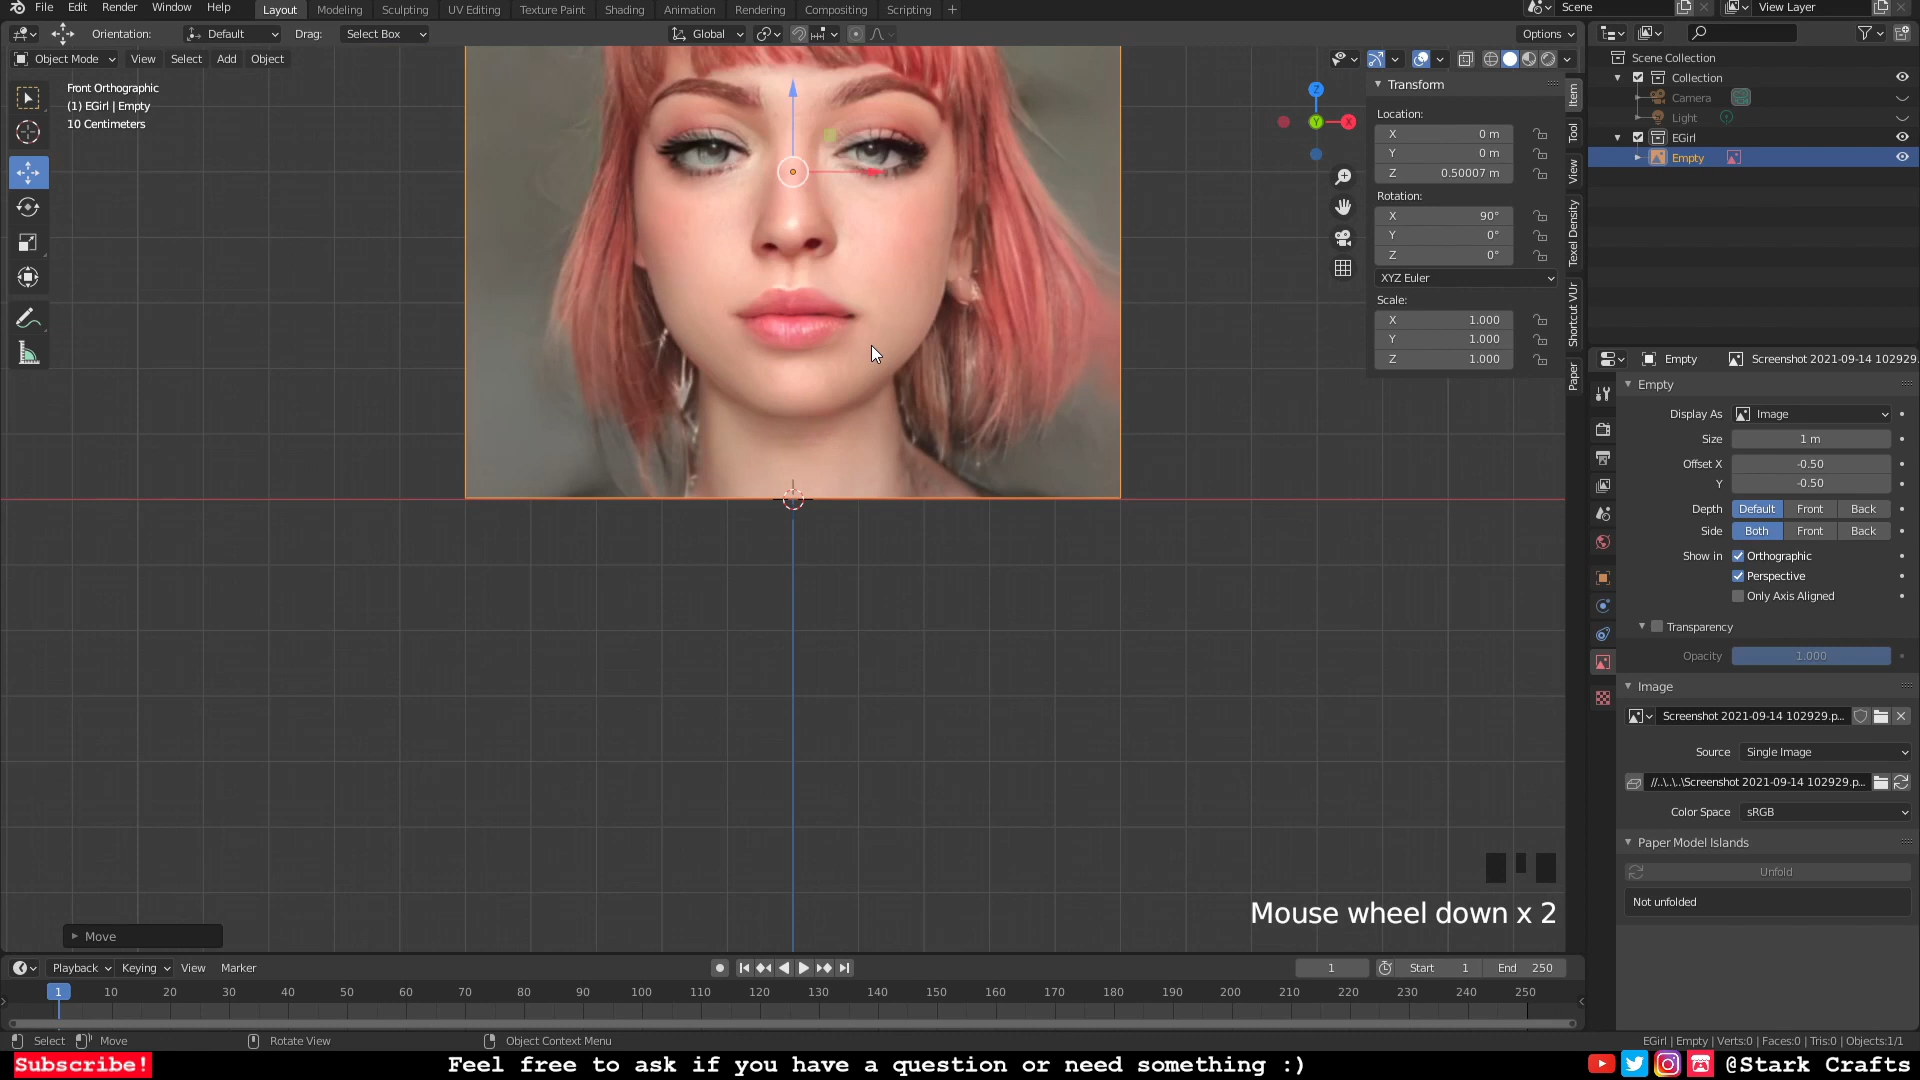 File Edit Render Window Help Layout Modeling Sculpting UV Editing Texture Paint Shading Animation Rendering Compositing Scripting + Scene View Layer
Orientation: Default Drag: Select Box Global Options
Object Mode View Select Add Object
Front Orthographic
(1) EGirl | Empty
10 Centimeters
Z
Y
X
Transform
Location:
X 0 m
Y 0 m
Z 0.50007 m
Rotation:
X 90°
Y 0°
Z 0°
XYZ Euler
Scale:
X 1.000
Y 1.000
Z 1.000
Item
Tool
View
Texel Density
Shortcut VUr
Paper
Scene Collection
Collection
Camera
Light
EGirl
Empty
Empty Screenshot 2021-09-14 102929.
Empty
Display As Image
Size 1 m
Offset X -0.50
Y -0.50
Depth Default Front Back
Side Both Front Back
Show in Orthographic
Perspective
Only Axis Aligned
Transparency
Opacity 1.000
Image
Screenshot 2021-09-14 102929.p...
Source Single Image
//..\..\..\Screenshot 2021-09-14 102929.p...
Color Space sRGB
Paper Model Islands
Unfold
Not unfolded
Mouse wheel down x 2
Move
Playback Keying View Marker 1 Start 1 End 250
1 10 20 30 40 50 60 70 80 90 100 110 120 130 140 150 160 170 180 190 200 210 220 230 240 250
Select Move Rotate View Object Context Menu EGirl | Empty | Verts:0 | Faces:0 | Tris:0 | Objects:1/1
Subscribe! Feel free to ask if you have a question or need something :) @Stark Crafts